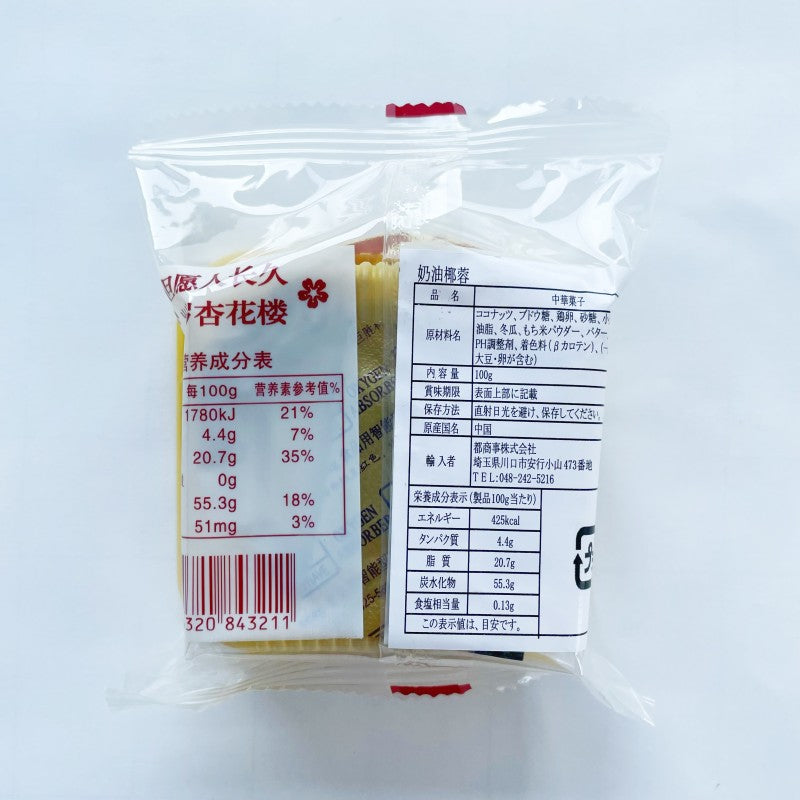 但愿人长久
杏花楼
营养成分表
每100g 营养素参考值%
1780kJ 21%
4.4g 7%
20.7g 35%
0g
55.3g 18%
51mg 3%
320 843211
OXYGEN
ABSORBER
奶油椰蓉
品 名 中華菓子
原材料名 ココナッツ、ブドウ糖、鶏卵、砂糖、小
油脂、冬瓜、もち米パウダー、バター
PH調整剤、着色料(βカロテン)、(一
大豆・卵が含む)
内容量 100g
賞味期限 表面上部に記載
保存方法 直射日光を避け、保存してください。
原産国名 中国
輸入者 都商事株式会社
埼玉県川口市安行小山473番地
TEL:048-242-5216
栄養成分表示(製品100g当たり)
エネルギー 425kcal
タンパク質 4.4g
脂 質 20.7g
炭水化物 55.3g
食塩相当量 0.13g
この表示値は、目安です。